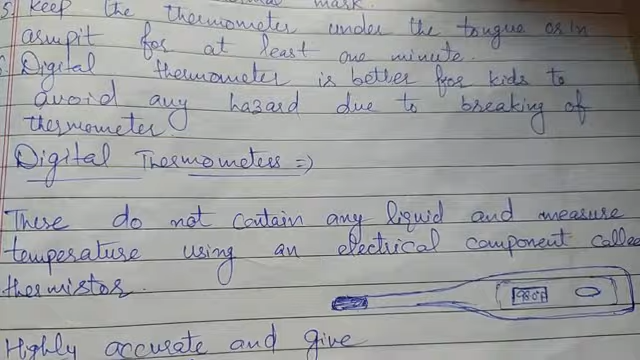 5. Keep the thermometer under the tongue or in
armpit for at least one minute.
Digital thermometer is better for kids to
avoid any hazard due to breaking of
thermometer.
Digital Thermometers =>
These do not contain any liquid and measure
temperature using an electrical component called
thermistor.
Highly accurate and give